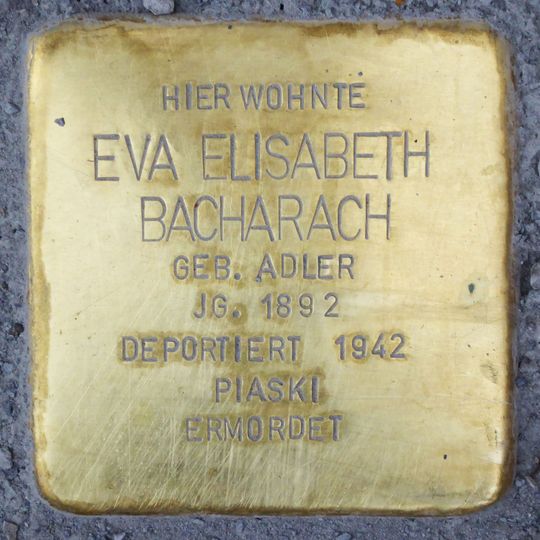 HIER WOHNTE
EVA ELISABETH
BACHARACH
GEB. ADLER
JG. 1892
DEPORTIERT 1942
PIASKI
ERMORDET